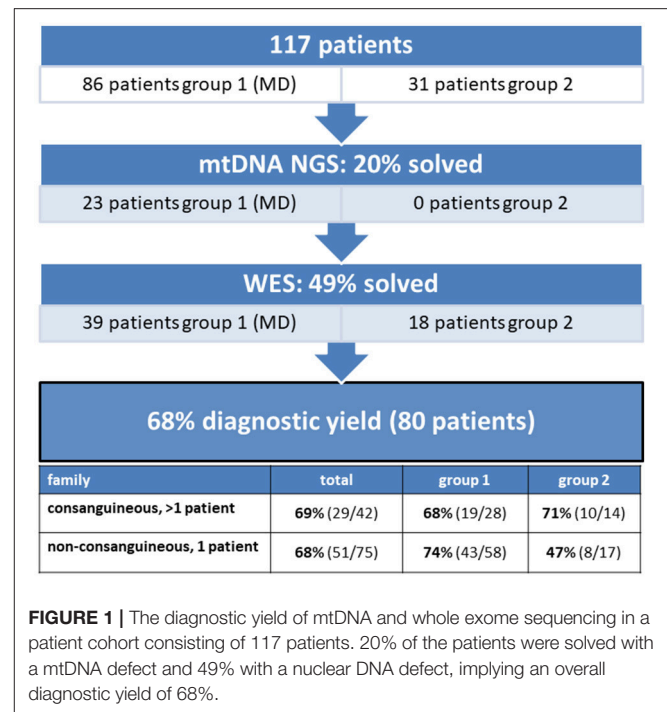 117 patients
86 patients group 1 (MD) 31 patients group 2
mtDNA NGS: 20% solved
23 patients group 1 (MD) 0 patients group 2
WES: 49% solved
39 patients group 1 (MD) 18 patients group 2
68% diagnostic yield (80 patients)
family total group 1 group 2
consanguineous, >1 patient 69% (29/42) 68% (19/28) 71% (10/14)
non-consanguineous, 1 patient 68% (51/75) 74% (43/58) 47% (8/17)
FIGURE 1 | The diagnostic yield of mtDNA and whole exome sequencing in a
patient cohort consisting of 117 patients. 20% of the patients were solved with
a mtDNA defect and 49% with a nuclear DNA defect, implying an overall
diagnostic yield of 68%.